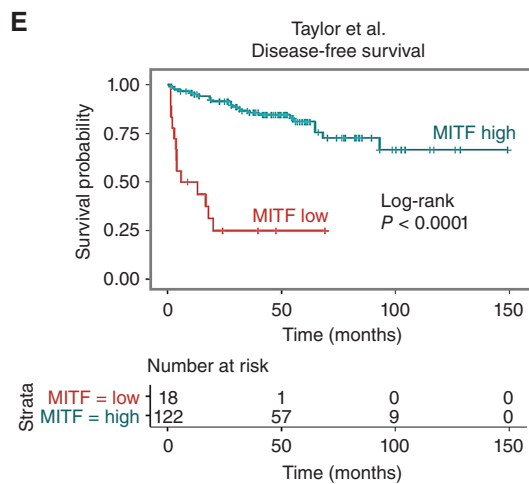 E
Taylor et al.
Disease-free survival
Survival probability
1.00
0.75
0.50
0.25
0.00
MITF high
MITF low
Log-rank
P < 0.0001
0 50 100 150
Time (months)
Number at risk
Strata
MITF = low 18 1 0 0
MITF = high 122 57 9 0
0 50 100 150
Time (months)